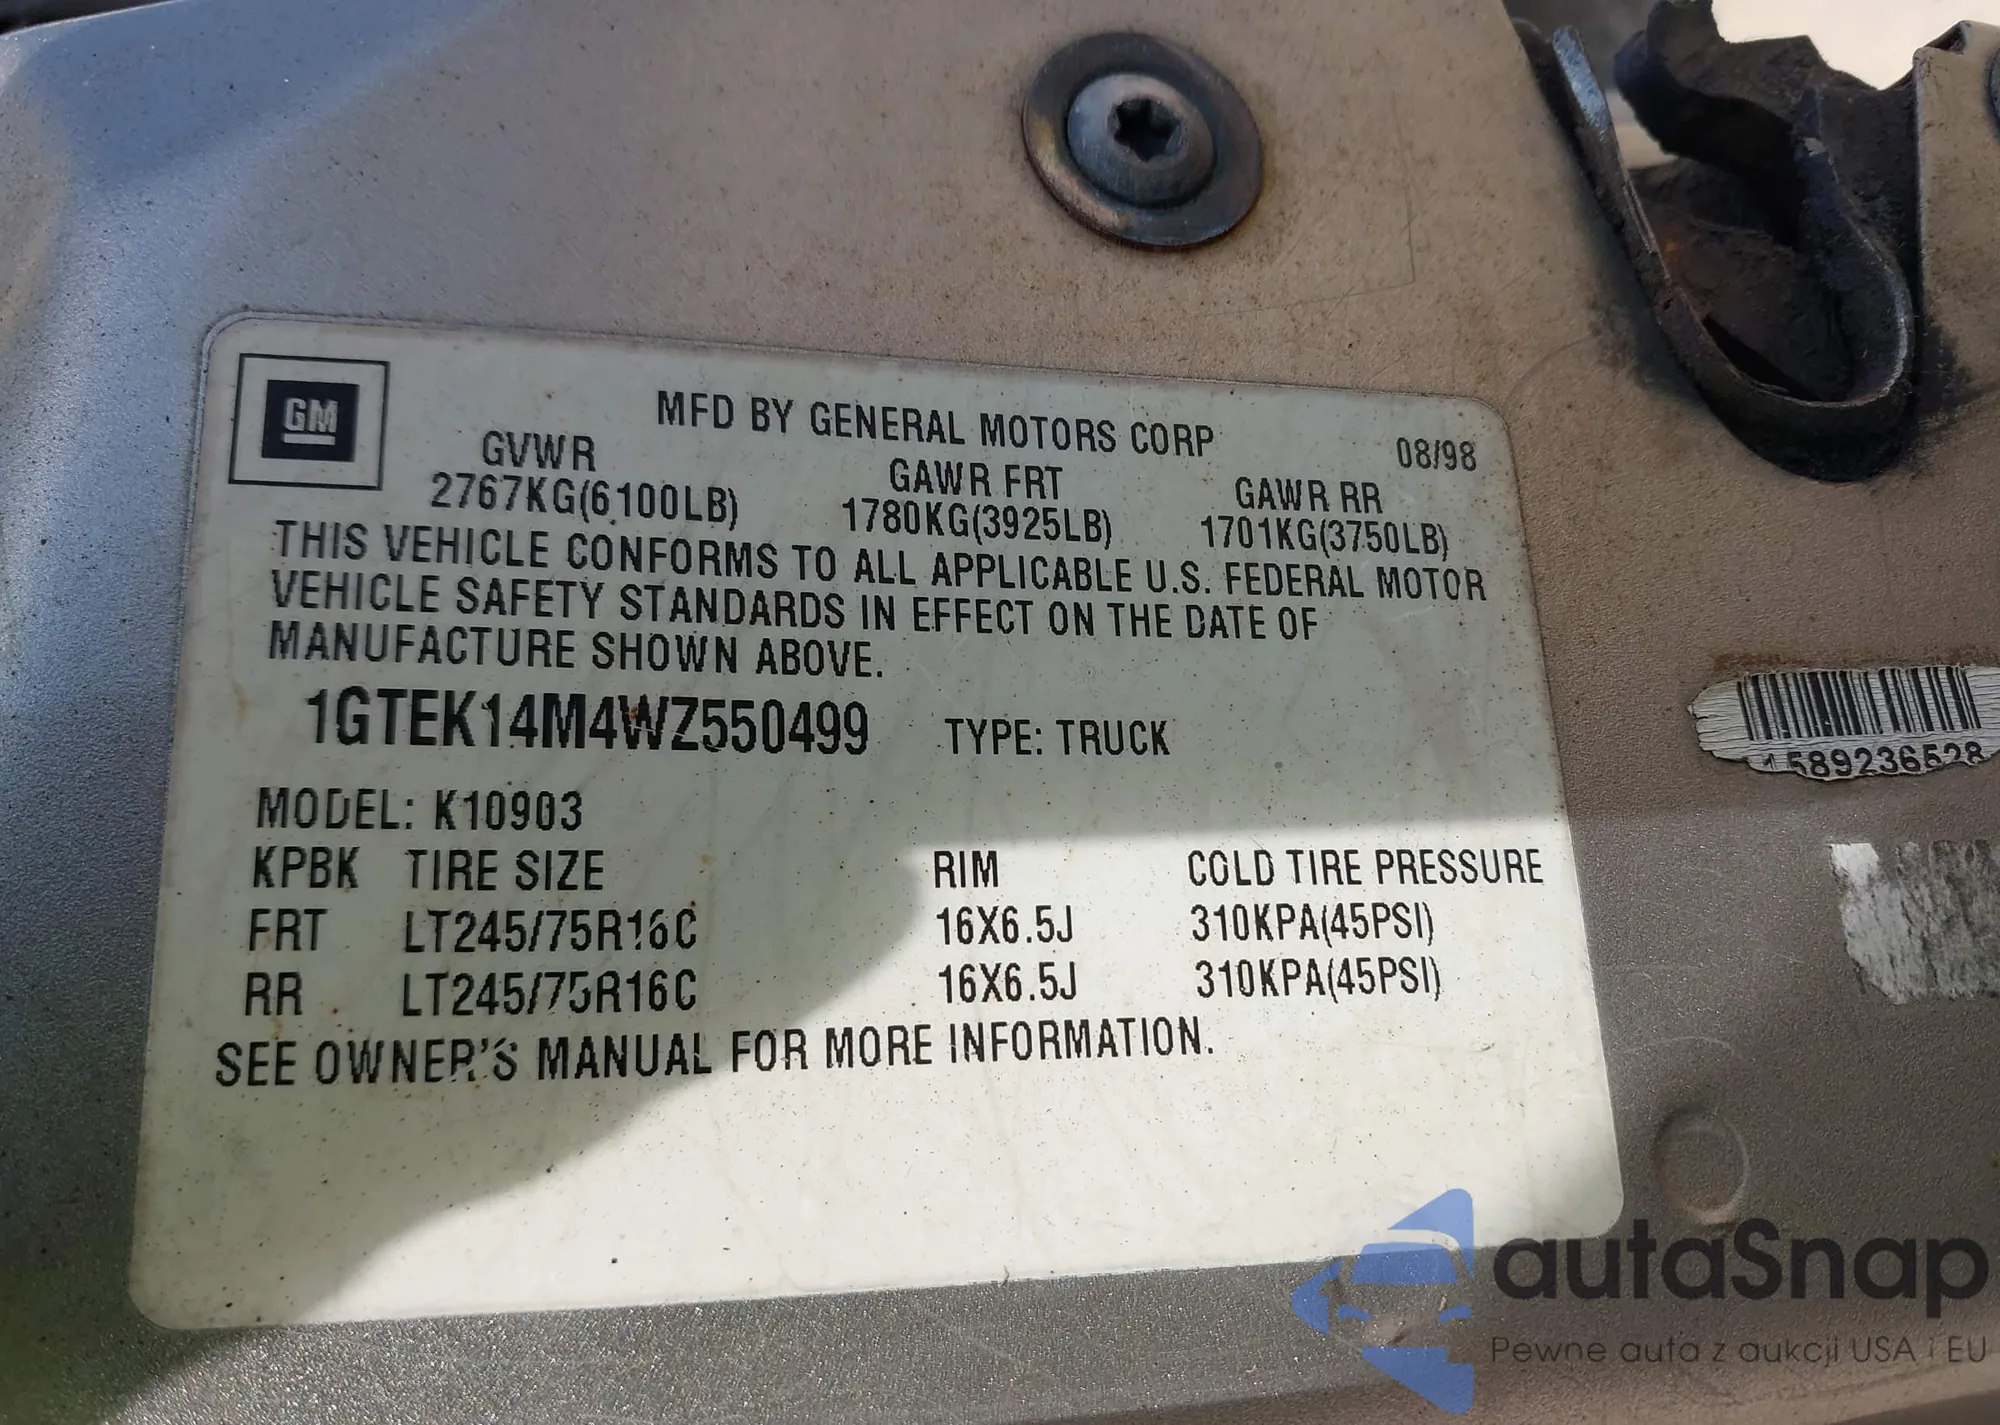 GM
MFD BY GENERAL MOTORS CORP
08/98
GVWR
GAWR FRT
GAWR RR
2767KG(6100LB)
1780KG(3925LB)
1701KG(3750LB)
THIS VEHICLE CONFORMS TO ALL APPLICABLE U.S. FEDERAL MOTOR
VEHICLE SAFETY STANDARDS IN EFFECT ON THE DATE OF
MANUFACTURE SHOWN ABOVE.
1GTEK14M4WZ550499 TYPE: TRUCK
MODEL: K10903
KPBK TIRE SIZE RIM COLD TIRE PRESSURE
FRT LT245/75R16C 16X6.5J 310KPA(45PSI)
RR LT245/75R16C 16X6.5J 310KPA(45PSI)
SEE OWNER'S MANUAL FOR MORE INFORMATION.
autaSnap
Pewne auta z aukcji USA i EU